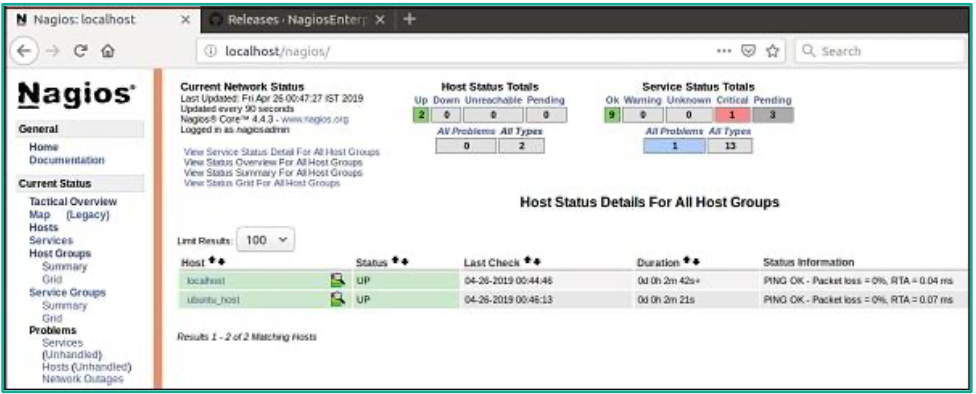 Nagios: localhost × Releases · NagiosEnterp × +
localhost/nagios/ ... Search
Nagios®
General
Home
Documentation
Current Status
Tactical Overview
Map (Legacy)
Hosts
Services
Host Groups
Summary
Grid
Service Groups
Summary
Grid
Problems
Services
(Unhandled)
Hosts (Unhandled)
Network Outages
Current Network Status
Last Updated: Fri Apr 26 00:47:27 IST 2019
Updated every 90 seconds
Nagios® Core™ 4.4.3 - www.nagios.org
Logged in as nagiosadmin
View Service Status Detail For All Host Groups
View Status Overview For All Host Groups
View Status Summary For All Host Groups
View Status Grid For All Host Groups
Host Status Totals
Up Down Unreachable Pending
2 0 0 0
All Problems All Types
0 2
Service Status Totals
Ok Warning Unknown Critical Pending
9 0 0 1 3
All Problems All Types
1 13
Host Status Details For All Host Groups
Limit Results: 100
Host Status Last Check Duration Status Information
localhost UP 04-26-2019 00:44:46 0d 0h 2m 42s+ PING OK - Packet loss = 0%, RTA = 0.04 ms
ubuntu_host UP 04-26-2019 00:46:13 0d 0h 2m 21s PING OK - Packet loss = 0%, RTA = 0.07 ms
Results 1 - 2 of 2 Matching Hosts